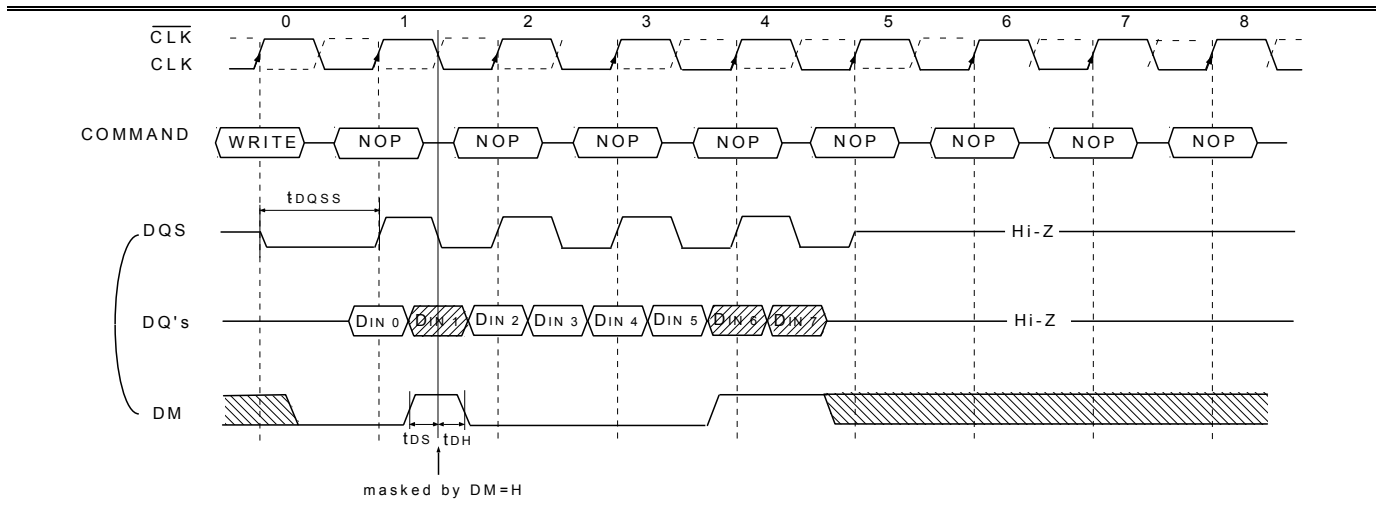 0 1 2 3 4 5 6 7 8
CLK
CLK
COMMAND WRITE NOP NOP NOP NOP NOP NOP NOP NOP
tDQSS
DQS Hi-Z
DQ's DIN 0 DIN 1 DIN 2 DIN 3 DIN 4 DIN 5 DIN 6 DIN 7 Hi-Z
DM
tDS tDH
masked by DM=H